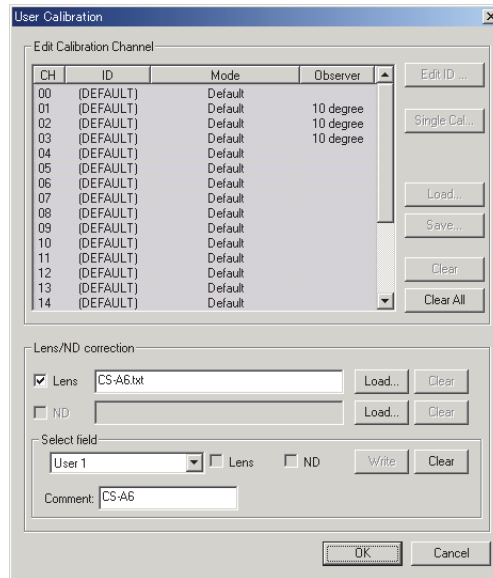 User Calibration
Edit Calibration Channel
CH ID Mode Observer
00 (DEFAULT) Default
01 (DEFAULT) Default 10 degree
02 (DEFAULT) Default 10 degree
03 (DEFAULT) Default 10 degree
04 (DEFAULT) Default
05 (DEFAULT) Default
06 (DEFAULT) Default
07 (DEFAULT) Default
08 (DEFAULT) Default
09 (DEFAULT) Default
10 (DEFAULT) Default
11 (DEFAULT) Default
12 (DEFAULT) Default
13 (DEFAULT) Default
14 (DEFAULT) Default
Edit ID ...
Single Cal...
Load...
Save...
Clear
Clear All
Lens/ND correction
Lens CS-A6.txt Load... Clear
ND Load... Clear
Select field
User 1 Lens ND Write Clear
Comment: CS-A6
OK Cancel